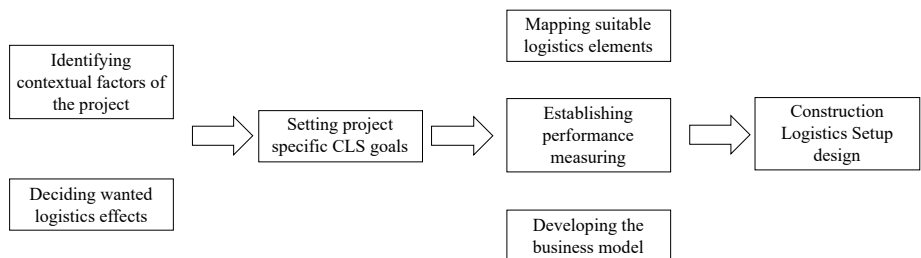 Identifying
contextual factors of
the project
Deciding wanted
logistics effects
Setting project
specific CLS goals
Mapping suitable
logistics elements
Establishing
performance
measuring
Developing the
business model
Construction
Logistics Setup
design